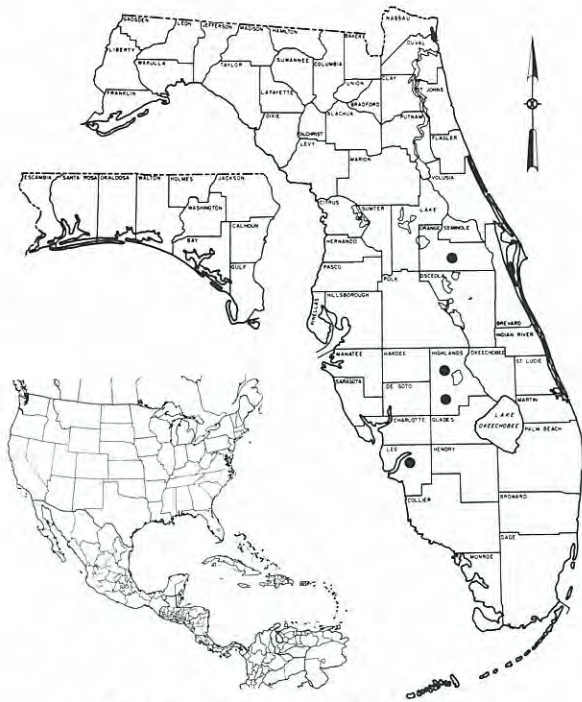 NASSAU
GADSDEN
LEON
JEFFERSON
MADISON
HAMILTON
BAKER
DUVAL
LIBERTY
WAKULLA
TAYLOR
SUWANNEE
COLUMBIA
UNION
CLAY
ST JOHNS
FRANKLIN
LAFAYETTE
BRADFORD
DIXIE
GILCHRIST
ALACHUA
PUTNAM
FLAGLER
LEVY
MARION
VOLUSIA
ESCAMBIA
SANTA ROSA
OKALOOSA
WALTON
HOLMES
JACKSON
WASHINGTON
BAY
CALHOUN
GULF
CITRUS
SUMTER
LAKE
HERNANDO
ORANGE
SEMINOLE
PASCO
POLK
OSCEOLA
PINELLAS
HILLSBOROUGH
BREVARD
INDIAN RIVER
MANATEE
HARDEE
HIGHLANDS
OKEECHOBEE
ST LUCIE
SARASOTA
DE SOTO
MARTIN
CHARLOTTE
GLADES
LAKE
OKEECHOBEE
PALM BEACH
LEE
HENDRY
COLLIER
BROWARD
DADE
MONROE